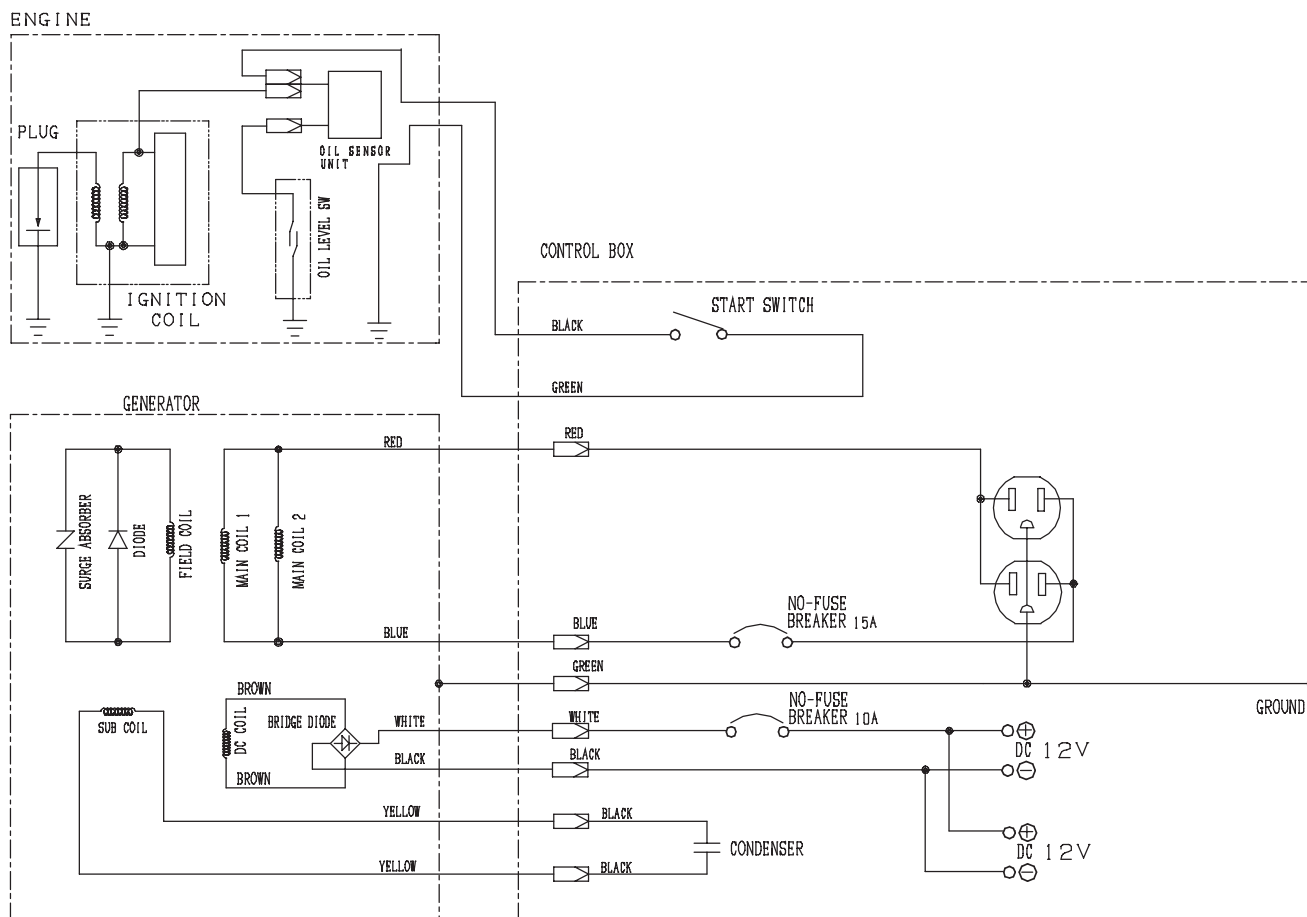 ENGINE
PLUG
OIL SENSOR
UNIT
OIL LEVEL SW
IGNITION
COIL
CONTROL BOX
START SWITCH
BLACK
GREEN
GENERATOR
RED
RED
SURGE ABSORBER
DIODE
FIELD COIL
MAIN COIL 1
MAIN COIL 2
NO-FUSE
BREAKER 15A
BLUE
BLUE
GREEN
GROUND
BROWN
SUB COIL
DC COIL
BRIDGE DIODE
WHITE
WHITE
NO-FUSE
BREAKER 10A
BLACK
BLACK
DC 12V
BROWN
YELLOW
BLACK
CONDENSER
DC 12V
YELLOW
BLACK